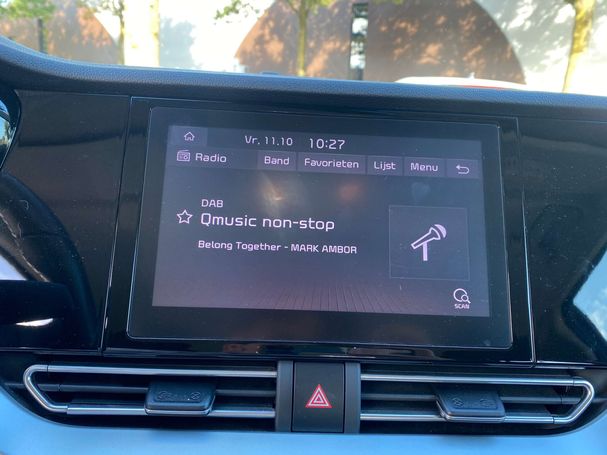 Vr, 11.10 10:27
Radio Band Favorieten Lijst Menu
DAB
Qmusic non-stop
Belong Together - MARK AMBOR
SCAN